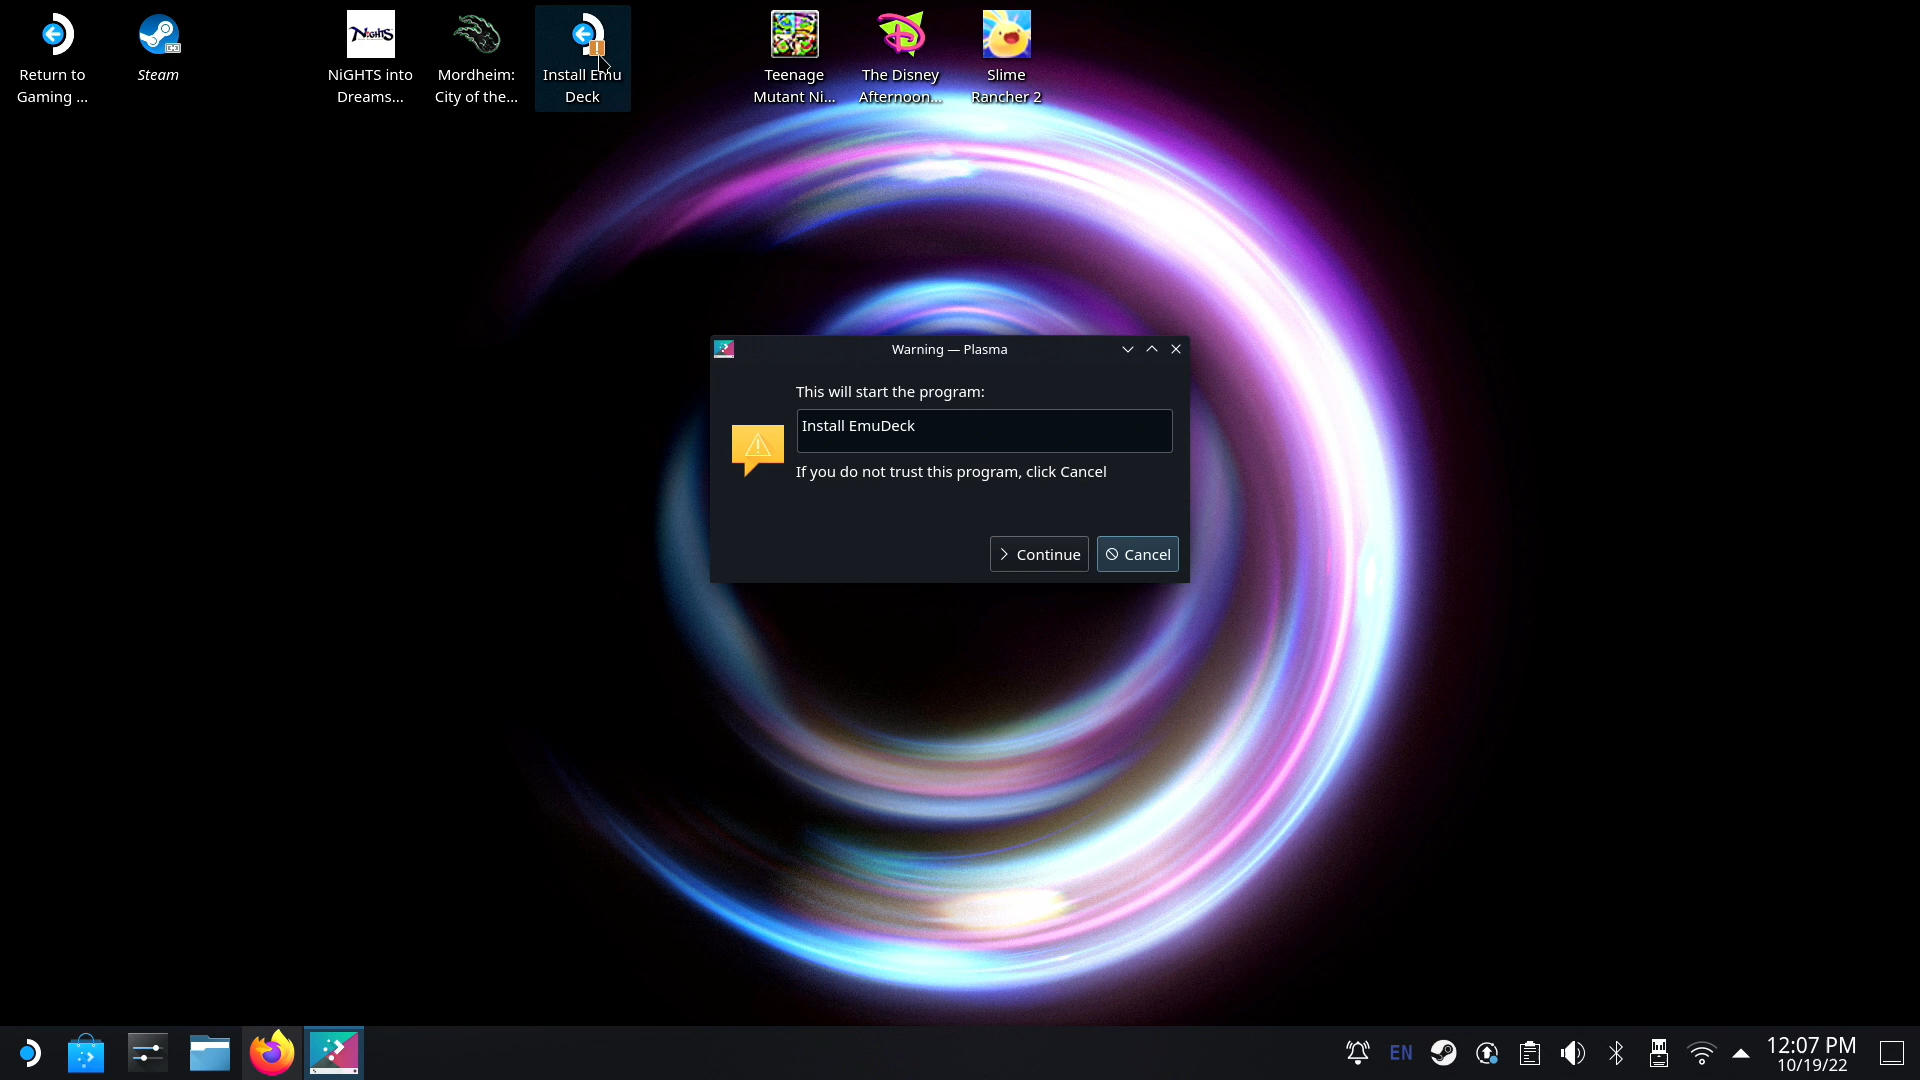 Return to
Gaming ...
Steam
NiGHTS
NiGHTS into
Dreams...
Mordheim:
City of the...
Install Emu
Deck
Teenage
Mutant Ni...
The Disney
Afternoon...
Slime
Rancher 2
Warning — Plasma
This will start the program:
Install EmuDeck
If you do not trust this program, click Cancel
Continue
Cancel
EN
12:07 PM
10/19/22